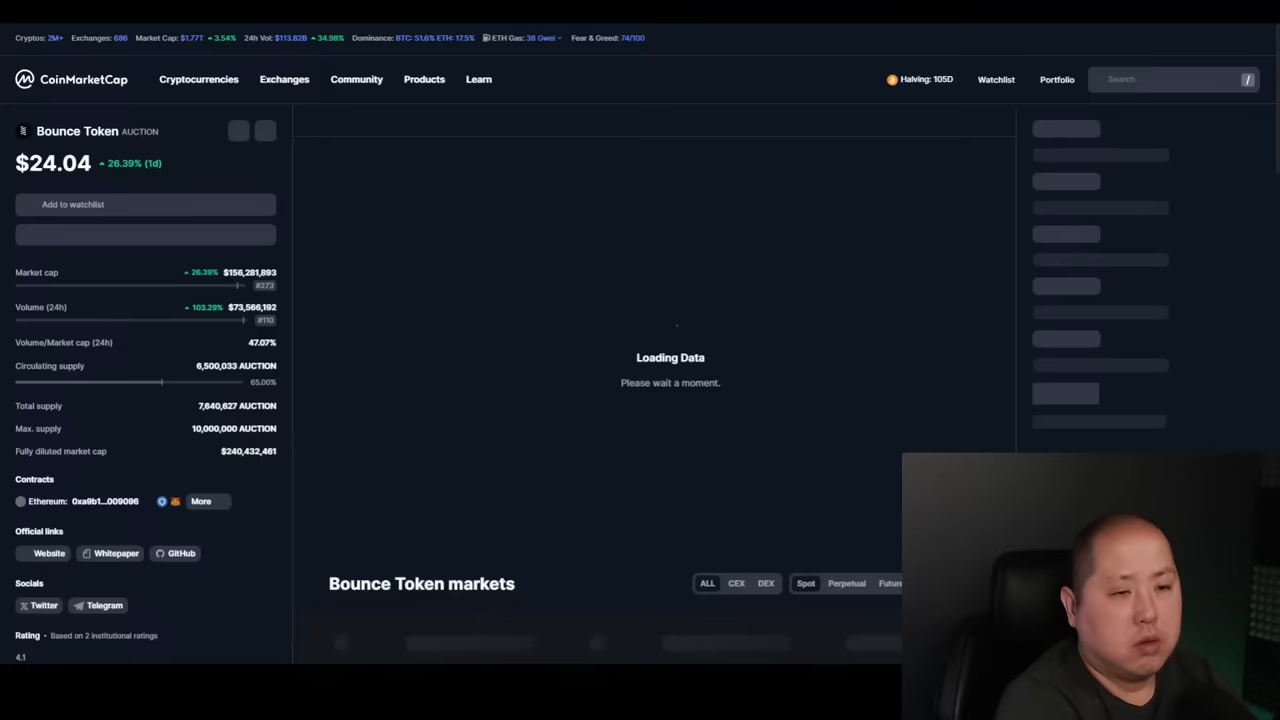 Cryptos: 2M+ Exchanges: 686 Market Cap: $1.77T 3.54% 24h Vol: $113.82B 34.98% Dominance: BTC: 51.6% ETH: 17.5% ETH Gas: 38 Gwei Fear & Greed: 74/100
CoinMarketCap Cryptocurrencies Exchanges Community Products Learn Halving: 105D Watchlist Portfolio Search /
Bounce Token AUCTION
$24.04 26.39% (1d)
Add to watchlist
Market cap 26.39% $156,281,893
#273
Volume (24h) 103.29% $73,566,192
#110
Volume/Market cap (24h) 47.07%
Circulating supply 6,500,033 AUCTION
65.00%
Total supply 7,640,627 AUCTION
Max. supply 10,000,000 AUCTION
Fully diluted market cap $240,432,461
Contracts
Ethereum: 0xa9b1...009096 More
Official links
Website Whitepaper GitHub
Socials
Twitter Telegram
Rating • Based on 2 institutional ratings
4.1
Loading Data
Please wait a moment.
Bounce Token markets ALL CEX DEX Spot Perpetual Future